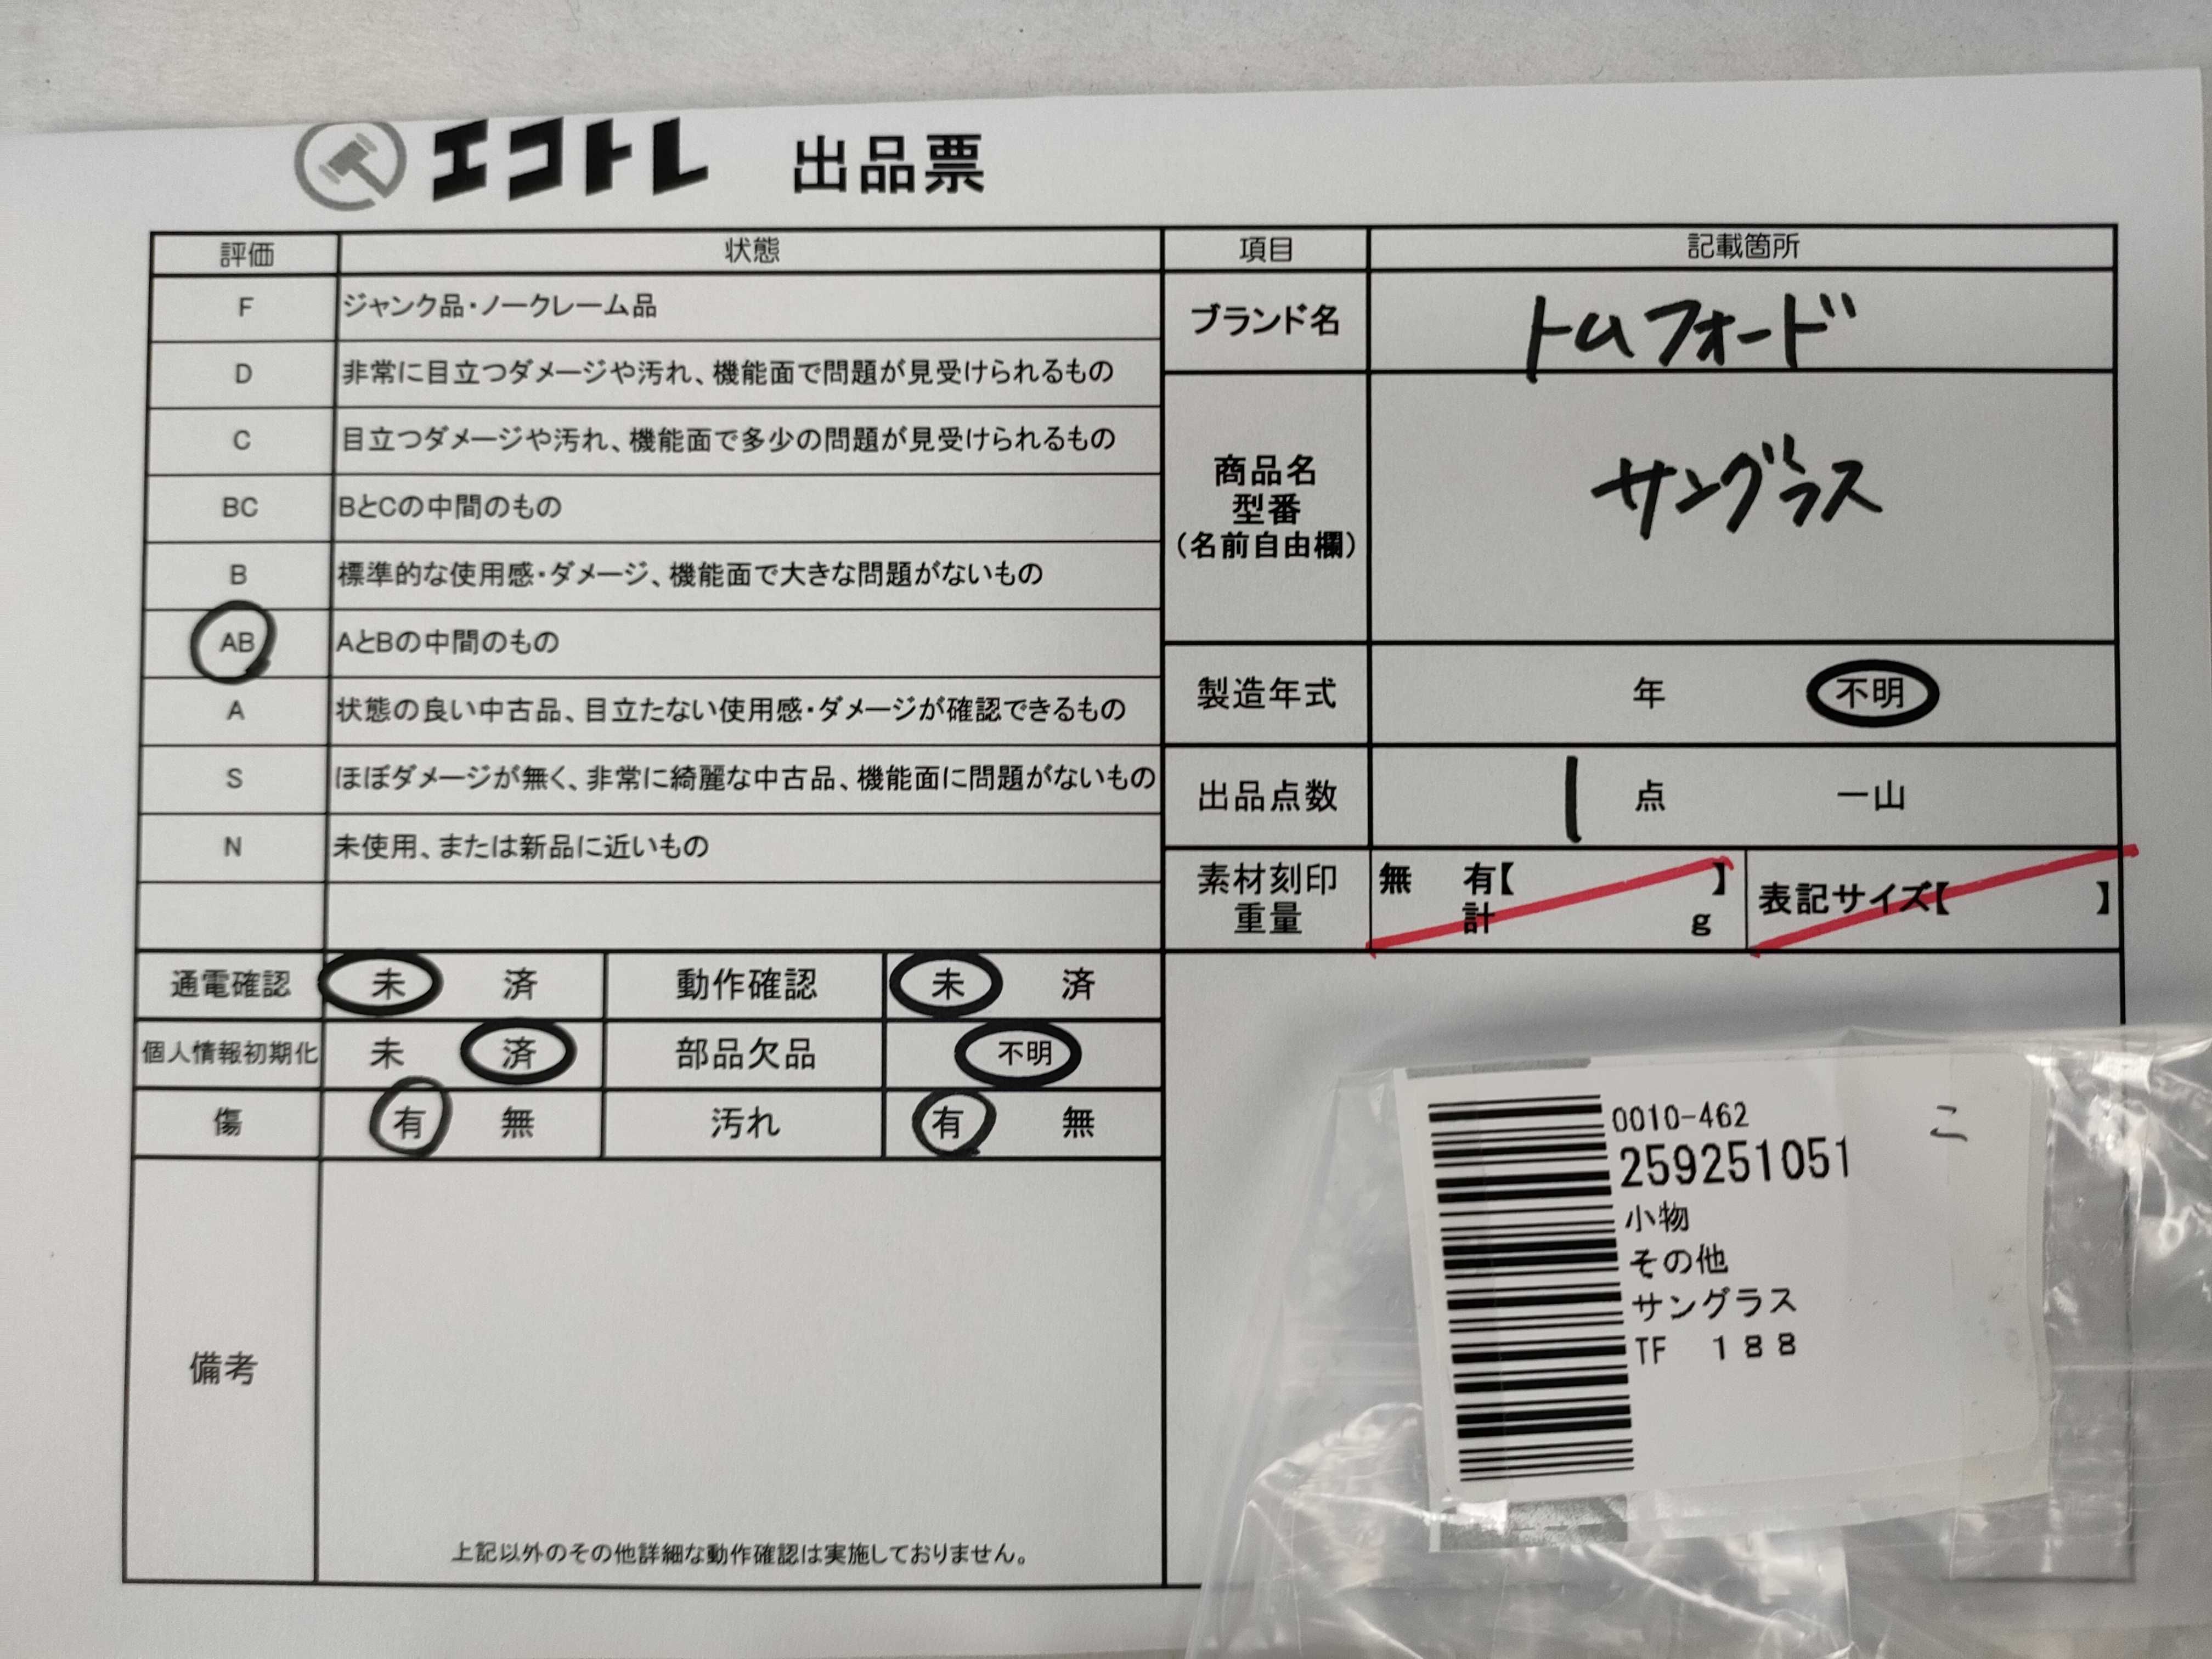 エコトレ 出品票
評価 状態 項目 記載箇所
F ジャンク品・ノークレーム品
D 非常に目立つダメージや汚れ、機能面で問題が見受けられるもの
C 目立つダメージや汚れ、機能面で多少の問題が見受けられるもの
BC BとCの中間のもの
B 標準的な使用感・ダメージ、機能面で大きな問題がないもの
AB AとBの中間のもの
A 状態の良い中古品、目立たない使用感・ダメージが確認できるもの
S ほぼダメージが無く、非常に綺麗な中古品、機能面に問題がないもの
N 未使用、または新品に近いもの
ブランド名 トムフォード
商品名
型番
(名前自由欄)
サングラス
製造年式 年 不明
出品点数 1 点 一山
素材刻印
重量
無 有【 】
計 g
表記サイズ【 】
通電確認 未 済 動作確認 未 済
個人情報初期化 未 済 部品欠品 不明
傷 有 無 汚れ 有 無
備考
上記以外のその他詳細な動作確認は実施しておりません。
0010-462
259251051
こ
小物
その他
サングラス
TF 188